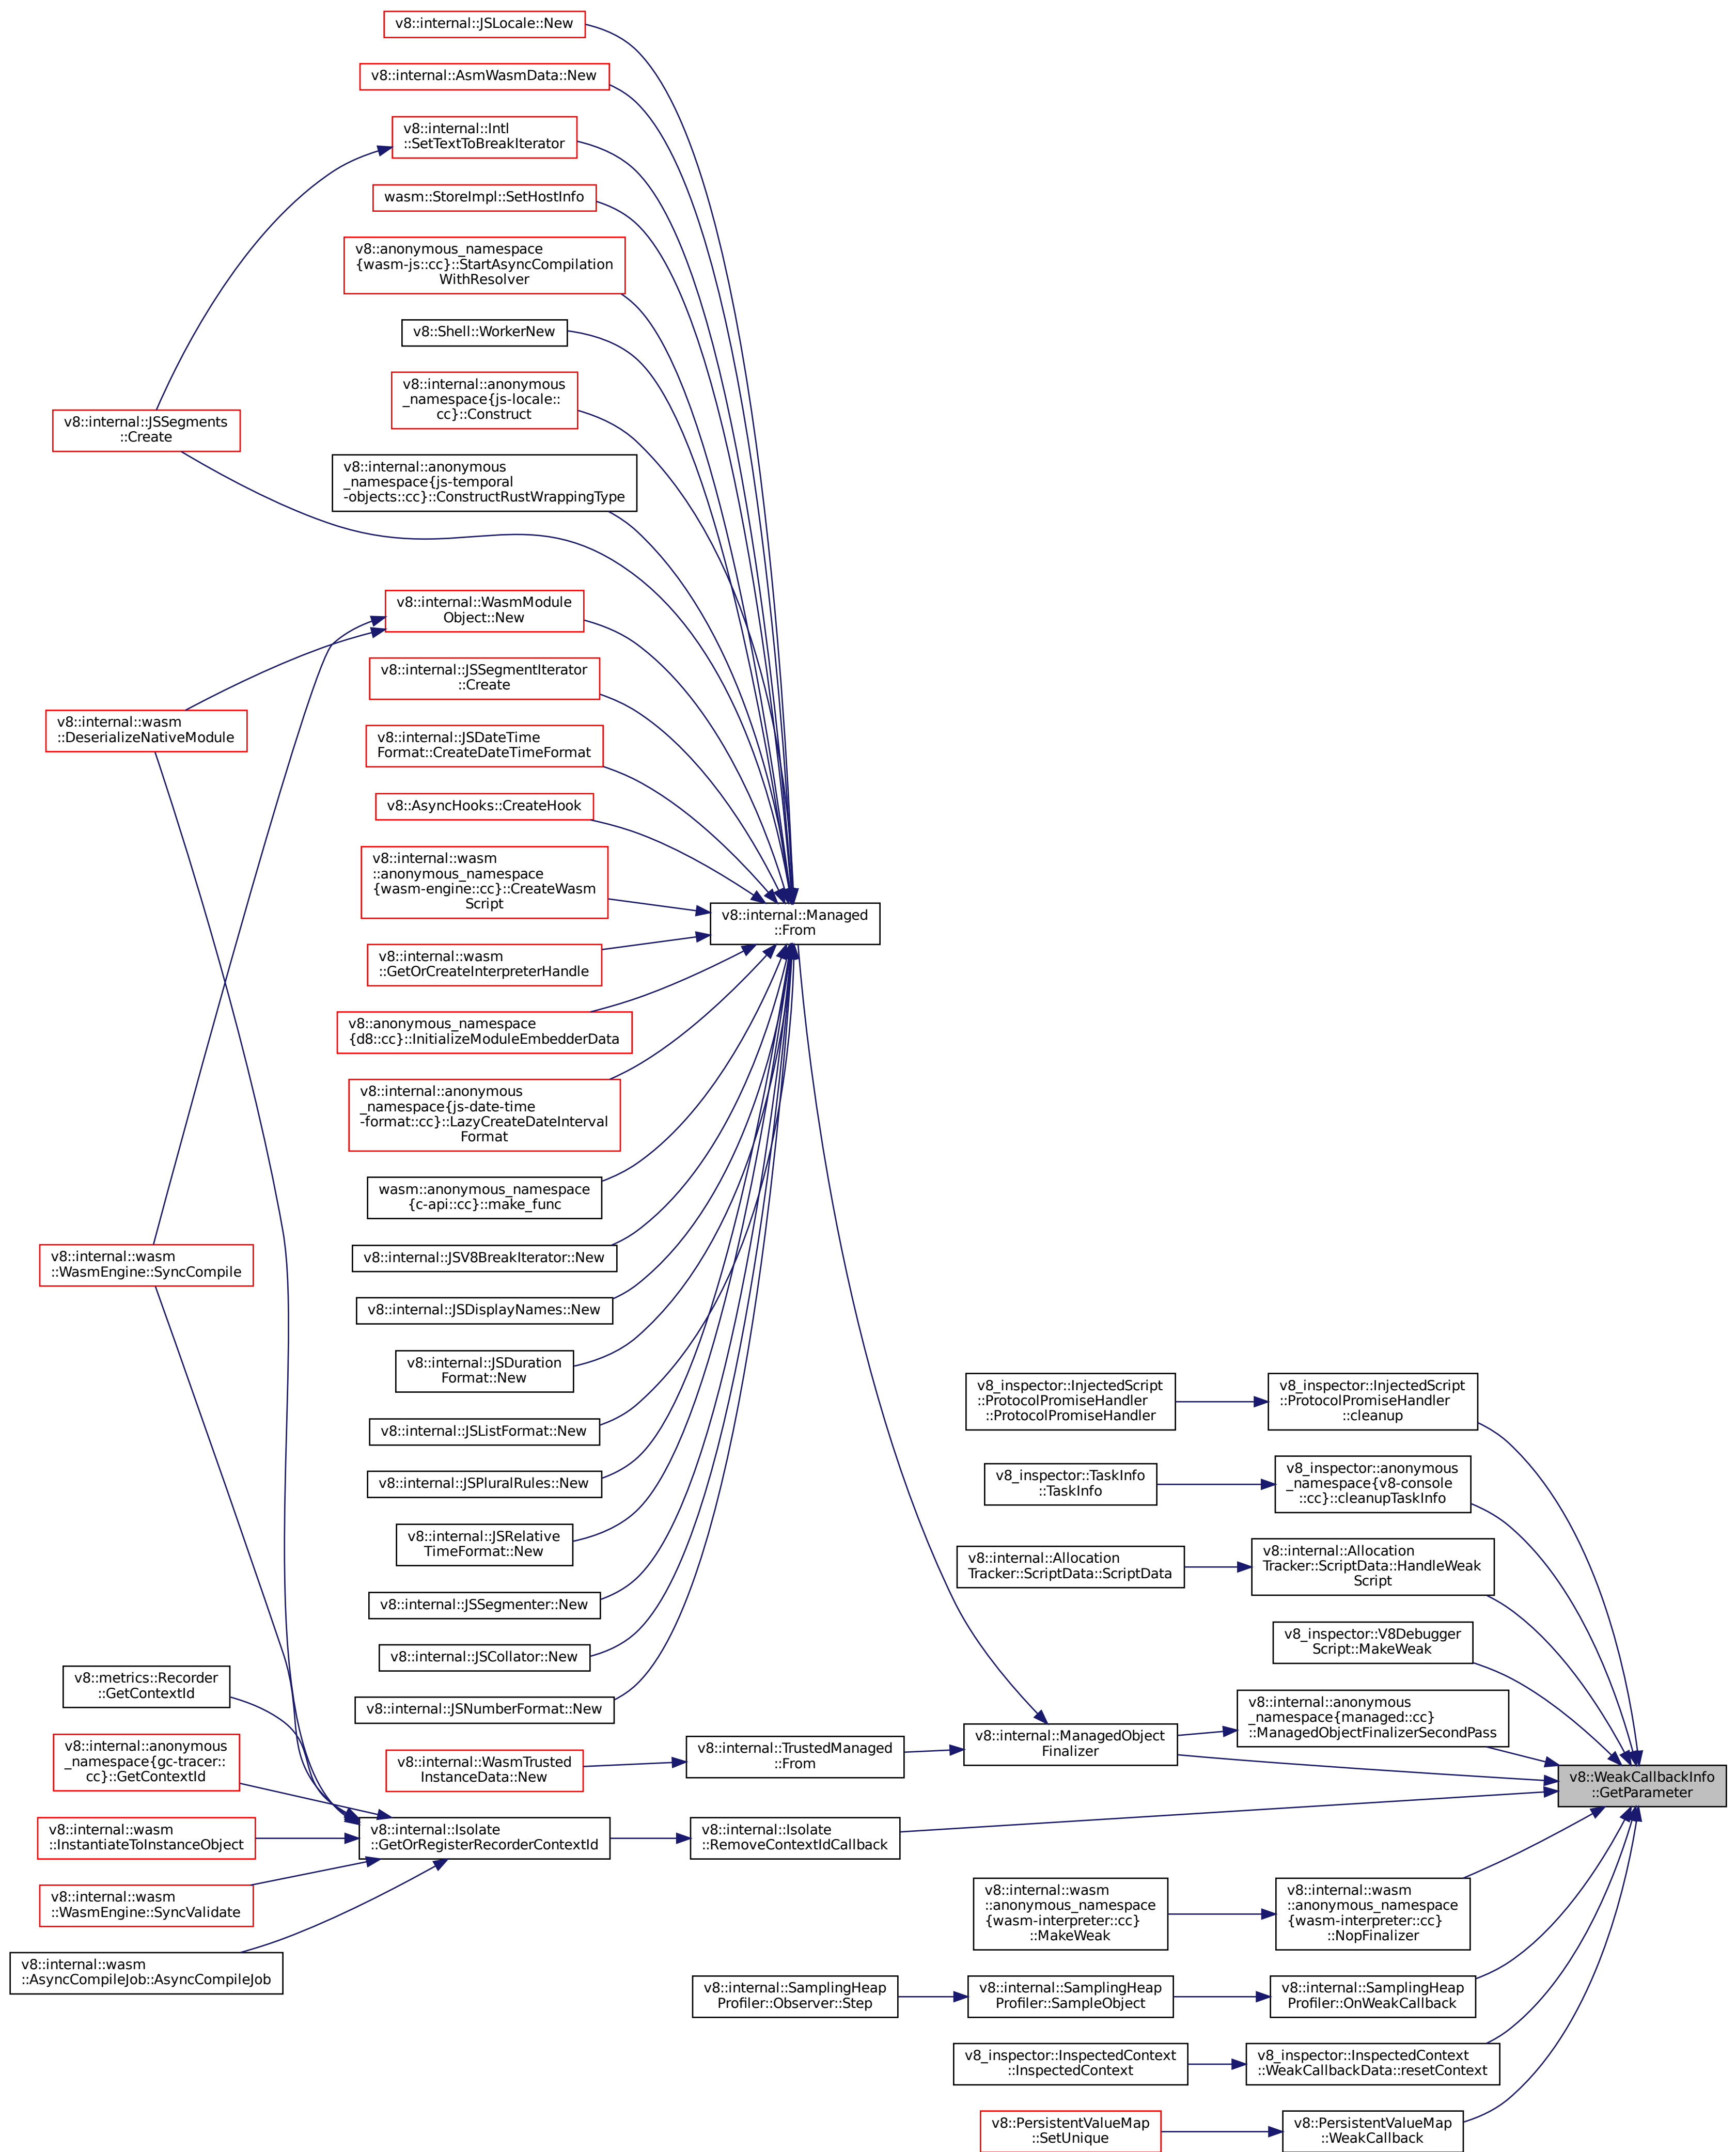 v8::internal::JSLocale::New
v8::internal::AsmWasmData::New
v8::internal::Intl
::SetTextToBreakIterator
wasm::StoreImpl::SetHostInfo
v8::anonymous_namespace
{wasm-js::cc}::StartAsyncCompilation
WithResolver
v8::Shell::WorkerNew
v8::internal::anonymous
_namespace{js-locale::
cc}::Construct
v8::internal::JSSegments
::Create
v8::internal::anonymous
_namespace{js-temporal
-objects::cc}::ConstructRustWrappingType
v8::internal::WasmModule
Object::New
v8::internal::JSSegmentIterator
::Create
v8::internal::wasm
::DeserializeNativeModule
v8::internal::JSDateTime
Format::CreateDateTimeFormat
v8::AsyncHooks::CreateHook
v8::internal::wasm
::anonymous_namespace
{wasm-engine::cc}::CreateWasm
Script
v8::internal::Managed
::From
v8::internal::wasm
::GetOrCreateInterpreterHandle
v8::anonymous_namespace
{d8::cc}::InitializeModuleEmbedderData
v8::internal::anonymous
_namespace{js-date-time
-format::cc}::LazyCreateDateInterval
Format
wasm::anonymous_namespace
{c-api::cc}::make_func
v8::internal::wasm
::WasmEngine::SyncCompile
v8::internal::JSV8BreakIterator::New
v8::internal::JSDisplayNames::New
v8::internal::JSDuration
Format::New
v8::internal::JSListFormat::New
v8::internal::JSPluralRules::New
v8::internal::JSRelative
TimeFormat::New
v8::internal::JSSegmenter::New
v8::internal::JSCollator::New
v8::internal::JSNumberFormat::New
v8_inspector::InjectedScript
::ProtocolPromiseHandler
::ProtocolPromiseHandler
v8_inspector::InjectedScript
::ProtocolPromiseHandler
::cleanup
v8_inspector::TaskInfo
::TaskInfo
v8_inspector::anonymous
_namespace{v8-console
::cc}::cleanupTaskInfo
v8::internal::Allocation
Tracker::ScriptData::ScriptData
v8::internal::Allocation
Tracker::ScriptData::HandleWeak
Script
v8_inspector::V8Debugger
Script::MakeWeak
v8::metrics::Recorder
::GetContextId
v8::internal::anonymous
_namespace{managed::cc}
::ManagedObjectFinalizerSecondPass
v8::internal::ManagedObject
Finalizer
v8::internal::TrustedManaged
::From
v8::internal::WasmTrusted
InstanceData::New
v8::internal::anonymous
_namespace{gc-tracer::
cc}::GetContextId
v8::WeakCallbackInfo
::GetParameter
v8::internal::wasm
::InstantiateToInstanceObject
v8::internal::Isolate
::GetOrRegisterRecorderContextId
v8::internal::Isolate
::RemoveContextIdCallback
v8::internal::wasm
::WasmEngine::SyncValidate
v8::internal::wasm
::AsyncCompileJob::AsyncCompileJob
v8::internal::wasm
::anonymous_namespace
{wasm-interpreter::cc}
::MakeWeak
v8::internal::wasm
::anonymous_namespace
{wasm-interpreter::cc}
::NopFinalizer
v8::internal::SamplingHeap
Profiler::Observer::Step
v8::internal::SamplingHeap
Profiler::SampleObject
v8::internal::SamplingHeap
Profiler::OnWeakCallback
v8_inspector::InspectedContext
::InspectedContext
v8_inspector::InspectedContext
::WeakCallbackData::resetContext
v8::PersistentValueMap
::SetUnique
v8::PersistentValueMap
::WeakCallback